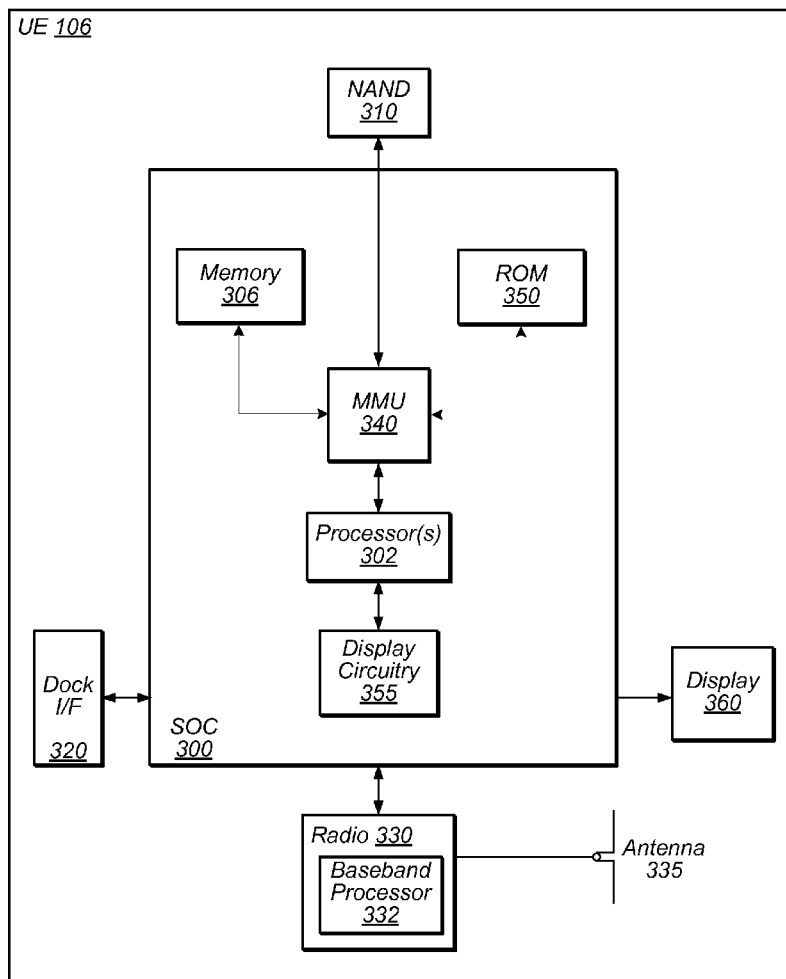 UE 106
NAND
310
Memory
306
ROM
350
MMU
340
Processor(s)
302
Display
Circuitry
355
Dock
I/F
320
SOC
300
Display
360
Radio 330
Baseband
Processor
332
Antenna
335